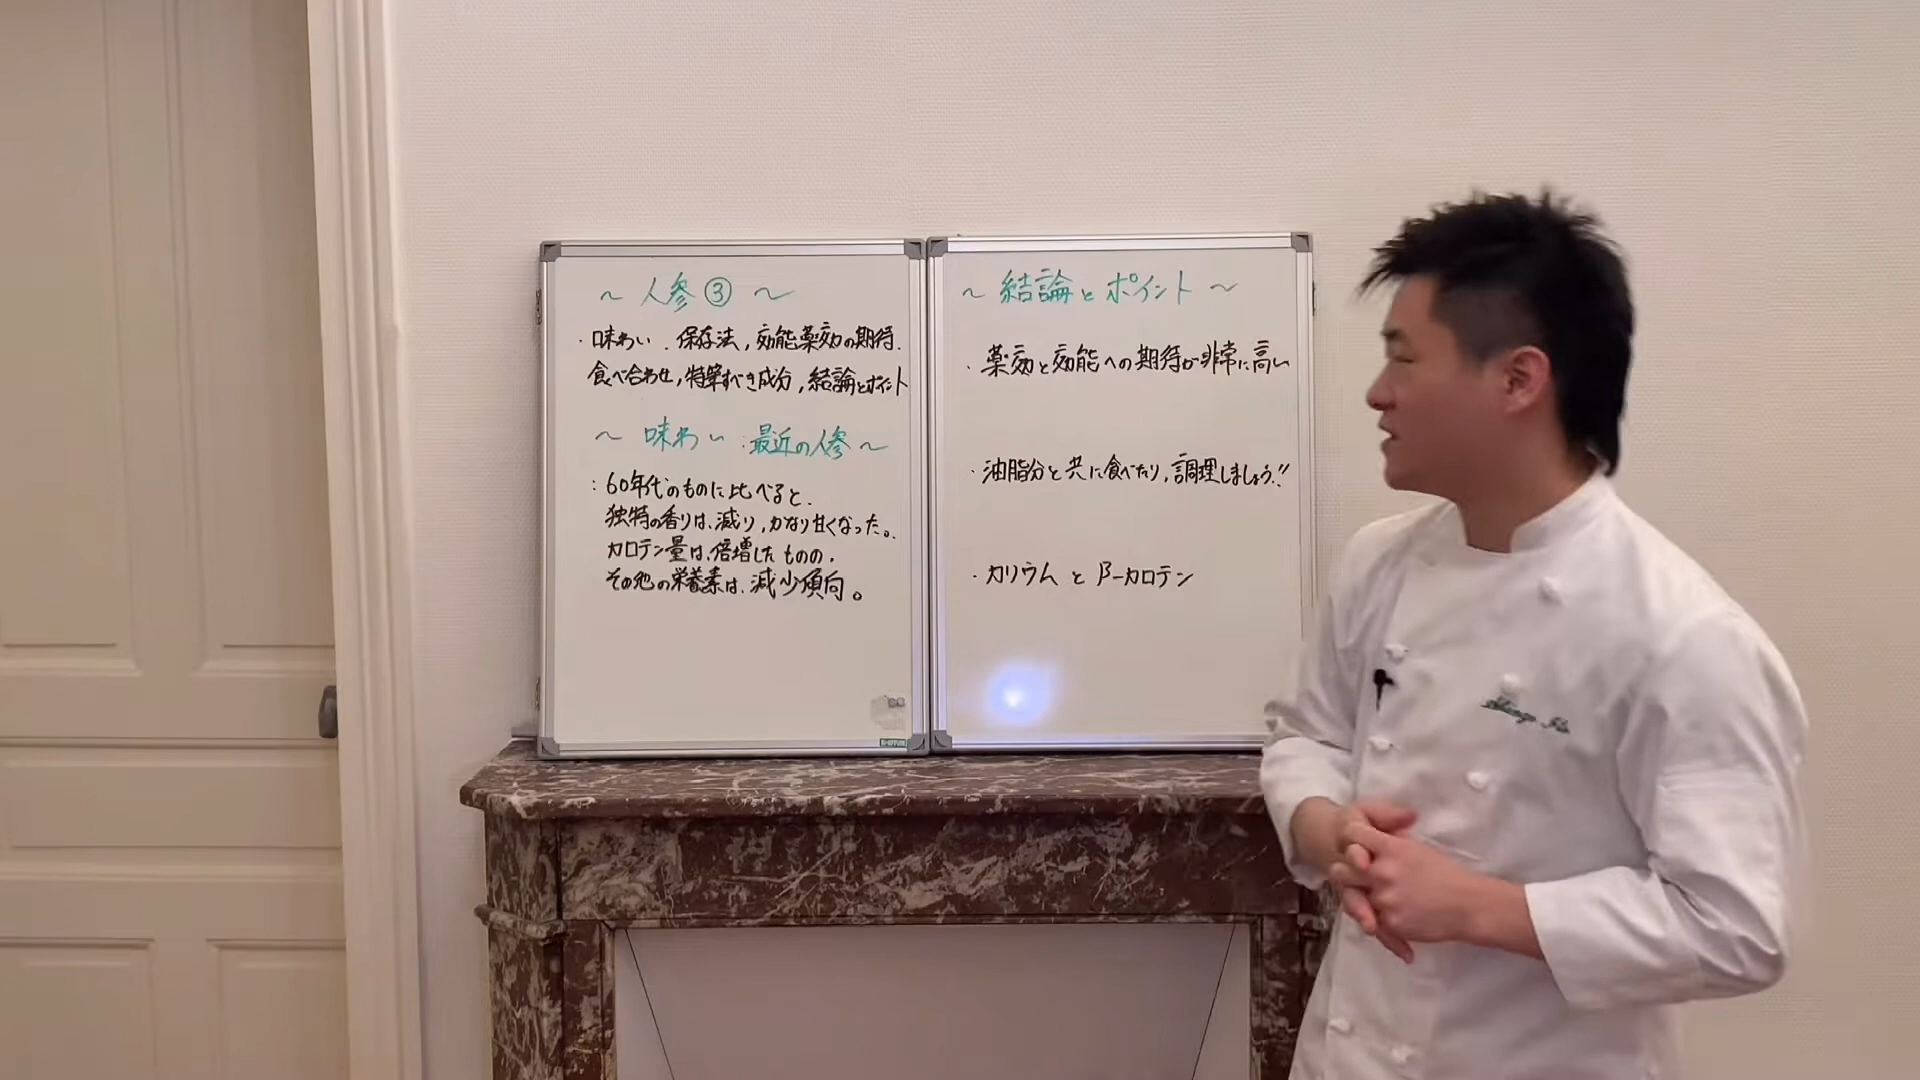 ～ 人参③ ～
・味わい、保存法、効能薬効の期待、
食べ合わせ、特筆すべき成分、結論とポイント
～ 味わい：最近の人参 ～
：60年代のものに比べると、
独特の香りは、減り、かなり甘くなった。
カロテン量は、倍増したものの、
その他の栄養素は、減少傾向。
～ 結論とポイント ～
・薬効と効能への期待が非常に高い
・油脂分と共に食べたり、調理しましょう!!
・カリウムとβ-カロテン